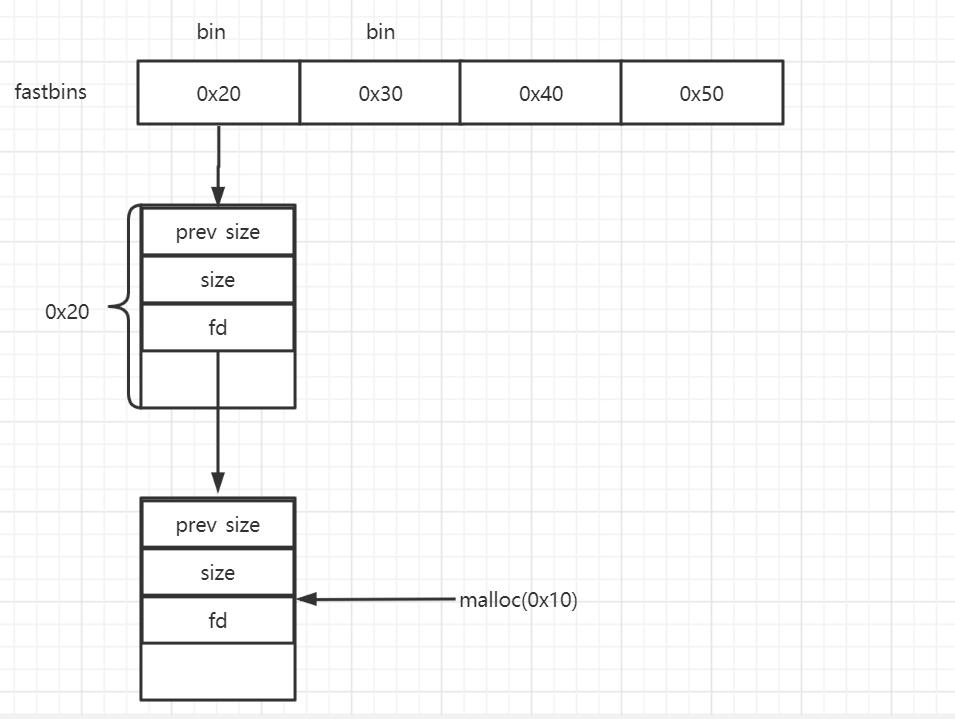 bin bin
fastbins 0x20 0x30 0x40 0x50
prev size
size
0x20
fd
prev size
size
malloc(0x10)
fd